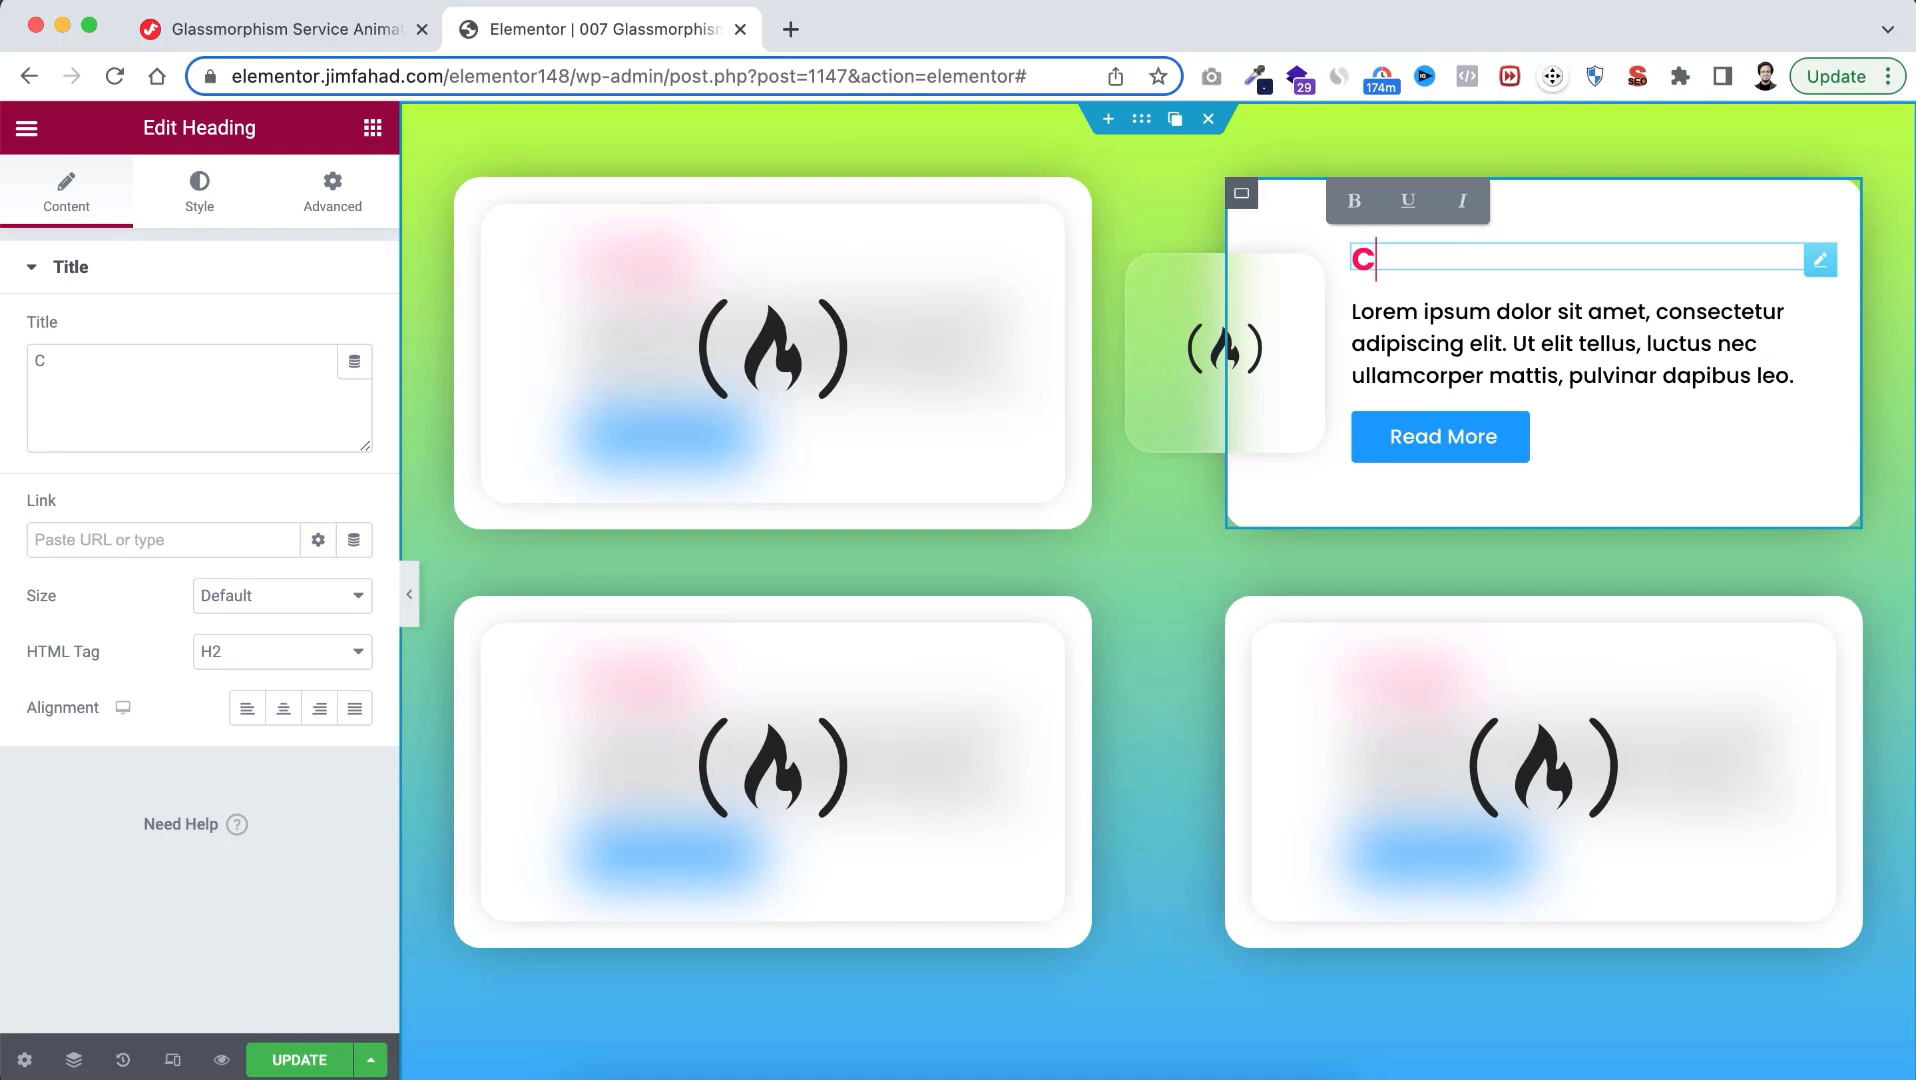 Glassmorphism Service Animat
Elementor | 007 Glassmorphism
elementor.jimfahad.com/elementor148/wp-admin/post.php?post=1147&action=elementor#
29
174m
SEO
Update
Edit Heading
Content
Style
Advanced
Title
Title
C
Link
Paste URL or type
Size
Default
HTML Tag
H2
Alignment
Need Help ?
UPDATE
B U I
C
Lorem ipsum dolor sit amet, consectetur
adipiscing elit. Ut elit tellus, luctus nec
ullamcorper mattis, pulvinar dapibus leo.
Read More